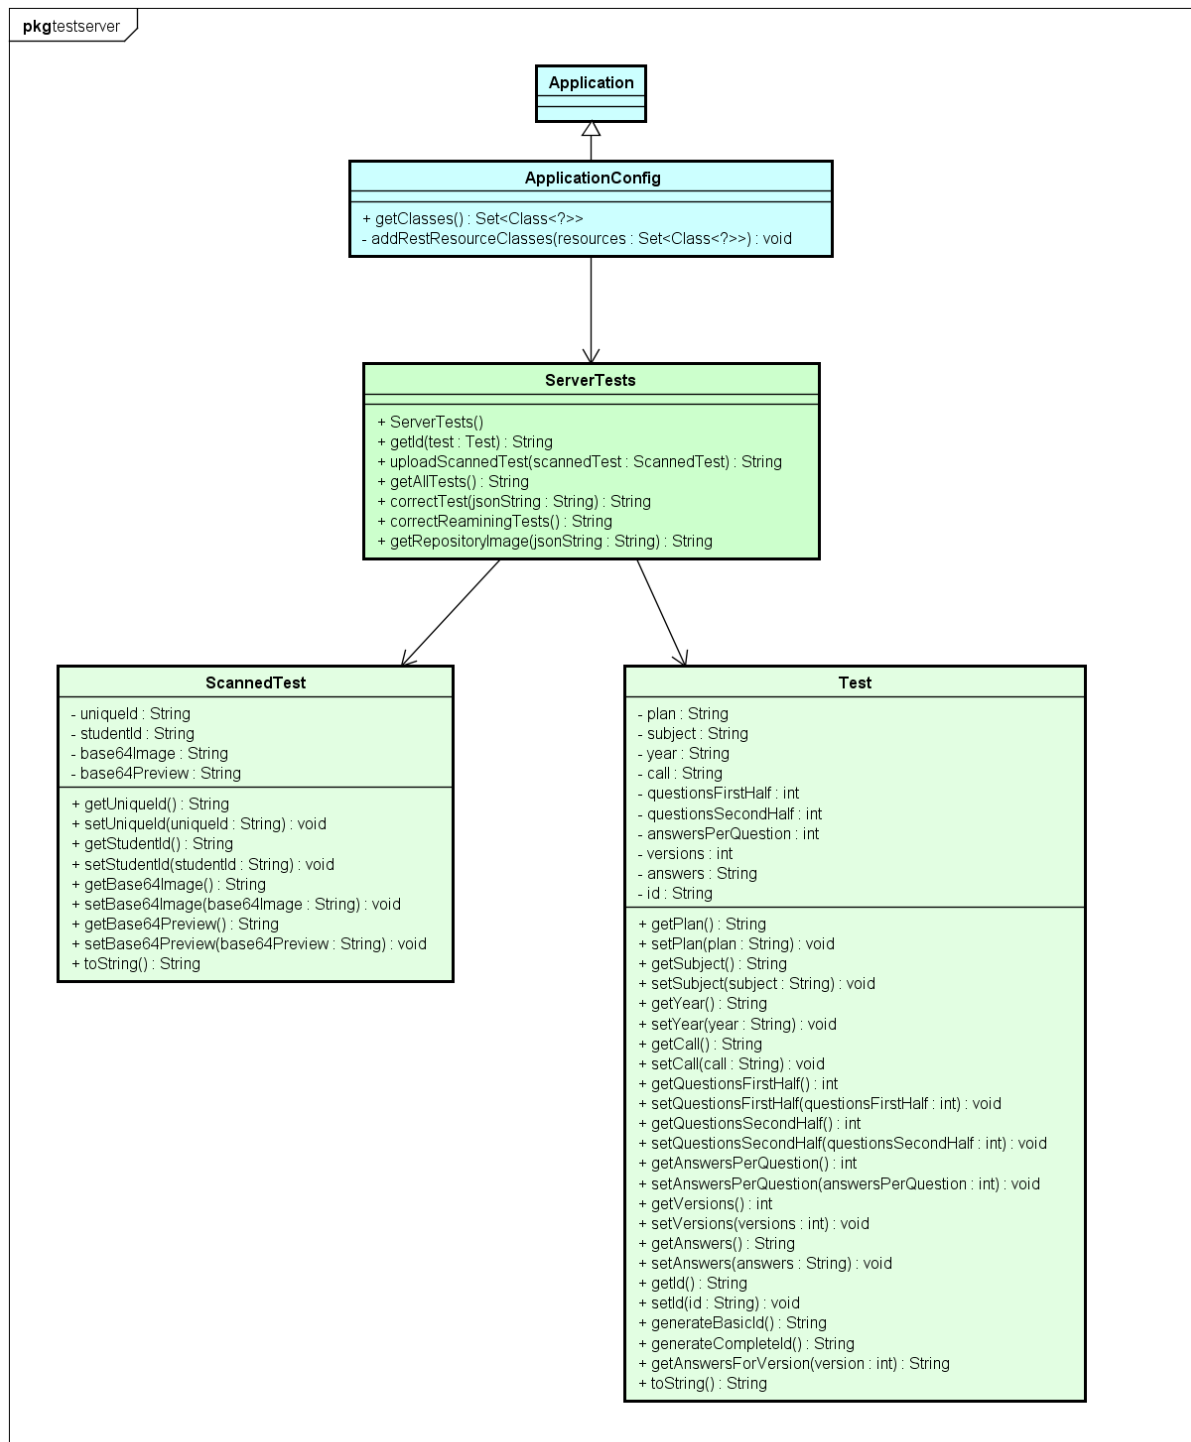 pkgtestserver
Application
ApplicationConfig
+ getClasses() : Set<Class<?>>
- addRestResourceClasses(resources : Set<Class<?>>) : void
ServerTests
+ ServerTests()
+ getId(test : Test) : String
+ uploadScannedTest(scannedTest : ScannedTest) : String
+ getAllTests() : String
+ correctTest(jsonString : String) : String
+ correctReaminingTests() : String
+ getRepositoryImage(jsonString : String) : String
ScannedTest
- uniqueId : String
- studentId : String
- base64Image : String
- base64Preview : String
+ getUniqueId() : String
+ setUniqueId(uniqueId : String) : void
+ getStudentId() : String
+ setStudentId(studentId : String) : void
+ getBase64Image() : String
+ setBase64Image(base64Image : String) : void
+ getBase64Preview() : String
+ setBase64Preview(base64Preview : String) : void
+ toString() : String
Test
- plan : String
- subject : String
- year : String
- call : String
- questionsFirstHalf : int
- questionsSecondHalf : int
- answersPerQuestion : int
- versions : int
- answers : String
- id : String
+ getPlan() : String
+ setPlan(plan : String) : void
+ getSubject() : String
+ setSubject(subject : String) : void
+ getYear() : String
+ setYear(year : String) : void
+ getCall() : String
+ setCall(call : String) : void
+ getQuestionsFirstHalf() : int
+ setQuestionsFirstHalf(questionsFirstHalf : int) : void
+ getQuestionsSecondHalf() : int
+ setQuestionsSecondHalf(questionsSecondHalf : int) : void
+ getAnswersPerQuestion() : int
+ setAnswersPerQuestion(answersPerQuestion : int) : void
+ getVersions() : int
+ setVersions(versions : int) : void
+ getAnswers() : String
+ setAnswers(answers : String) : void
+ getId() : String
+ setId(id : String) : void
+ generateBasicId() : String
+ generateCompleteId() : String
+ getAnswersForVersion(version : int) : String
+ toString() : String